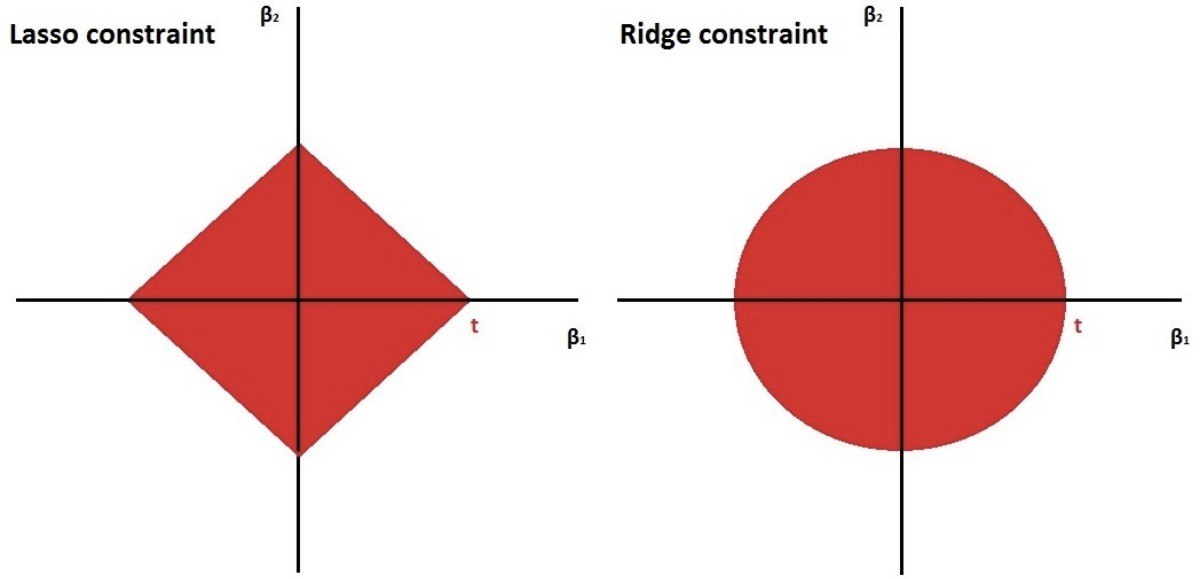 Lasso constraint
β₂
t
β₁
Ridge constraint
β₂
t
β₁